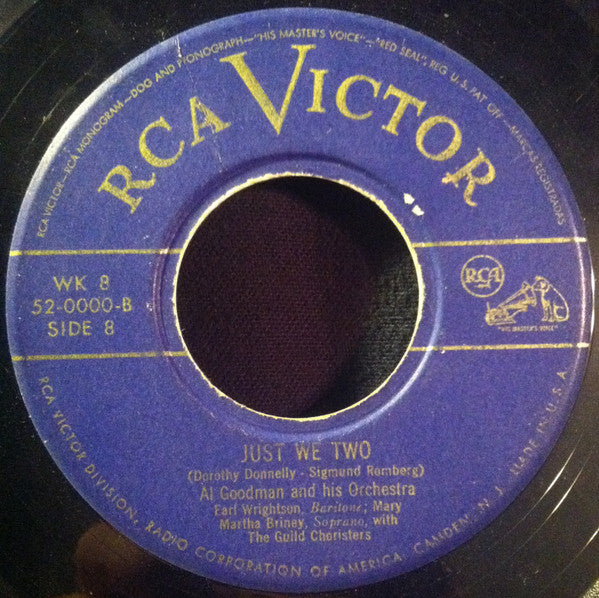 RCA VICTOR—RCA MONOGRAM—DOG AND MONOGRAPH—"HIS MASTER'S VOICE"—"RED SEAL" REG. U.S. PAT. OFF.—MARCAS REGISTRADAS
RCA VICTOR
WK 8
52-0000-B
SIDE 8
RCA
"HIS MASTER'S VOICE"
JUST WE TWO
(Dorothy Donnelly - Sigmund Romberg)
Al Goodman and his Orchestra
Earl Wrightson, Baritone; Mary
Martha Briney, Soprano, with
The Guild Choristers
RCA VICTOR DIVISION, RADIO CORPORATION OF AMERICA, CAMDEN, N. J. MADE IN U.S.A.